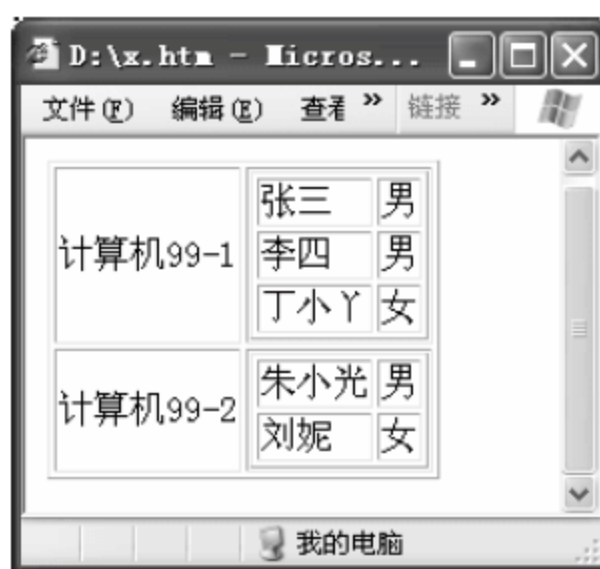 D:\x.htm - Micros...
文件(F) 编辑(E) 查看 » 链接 »
计算机99-1 张三 男
李四 男
丁小丫 女
计算机99-2 朱小光 男
刘妮 女
我的电脑